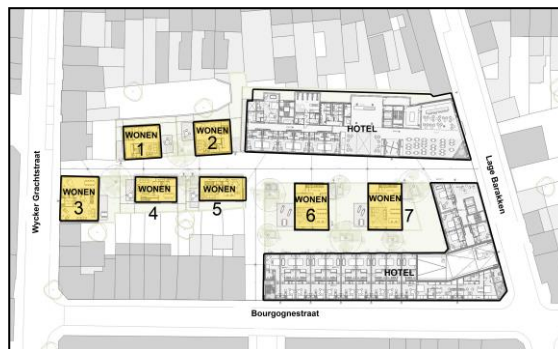 WONEN
2
WONEN
1
HOTEL
WONEN
3
WONEN
4
WONEN
5
WONEN
6
WONEN
7
HOTEL
Wycker Grachtstraat
Lage Barakken
Bourgognestraat